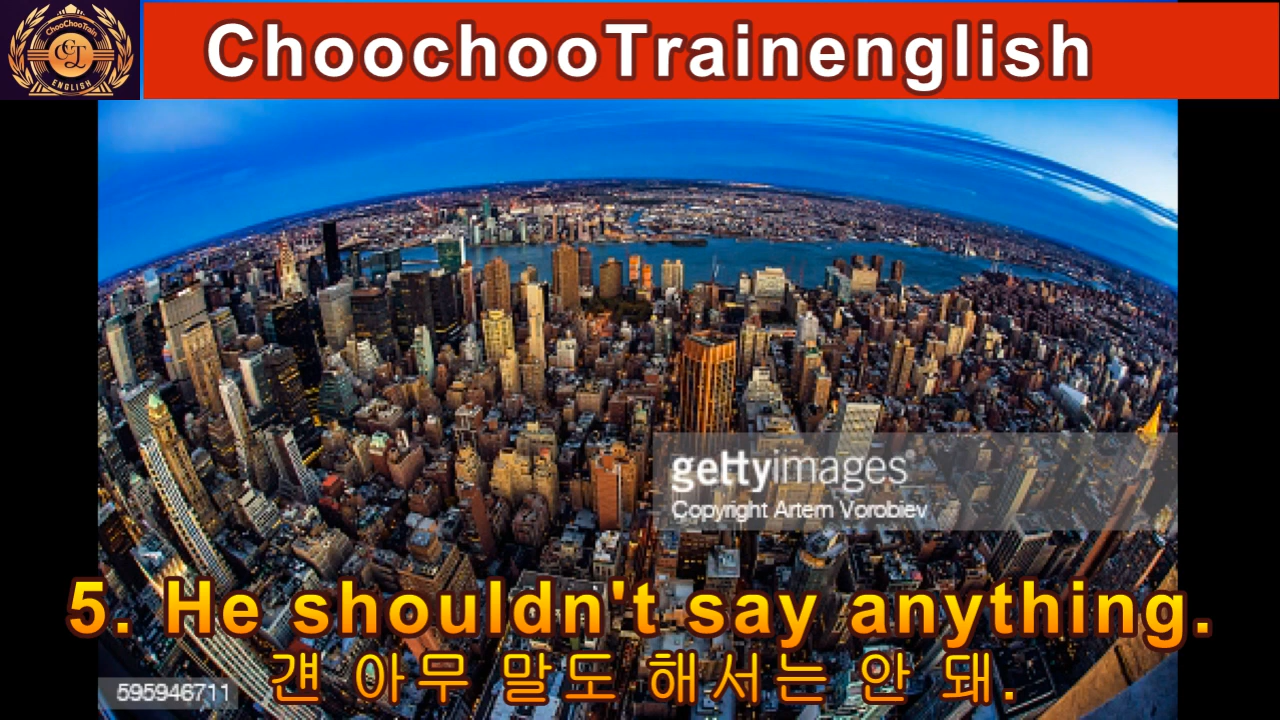 ChooChooTrain
CGL
ENGLISH
ChoochooTrainenglish
gettyimages®
Copyright Artem Vorobiev
5. He shouldn't say anything.
걘 아무 말도 해서는 안 돼.
595946711